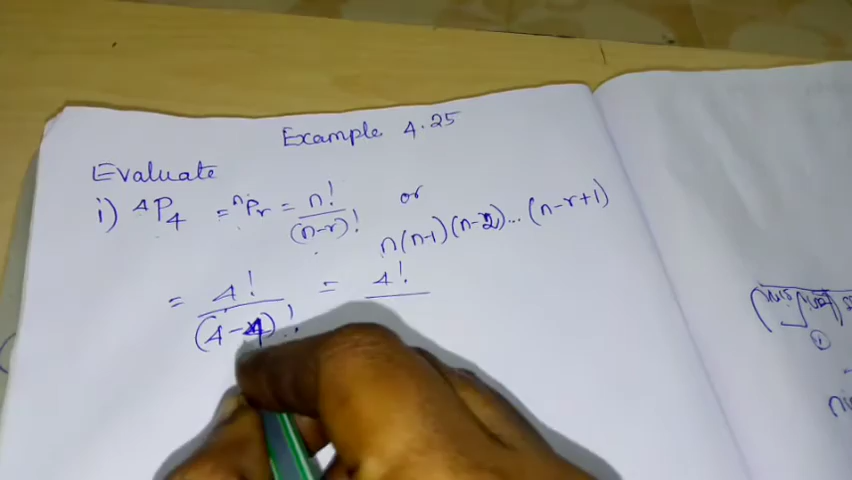 Example 4.25
Evaluate
i) ⁴P₄ = ⁿPᵣ = n!/(n-r)! or n(n-1)(n-2)...(n-r+1)
= 4!/(4-4)! = 4!